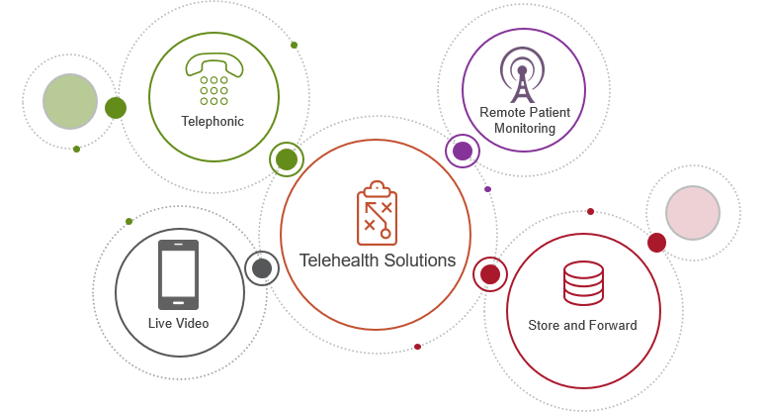 Telephonic
Remote Patient
Monitoring
Telehealth Solutions
Live Video
Store and Forward